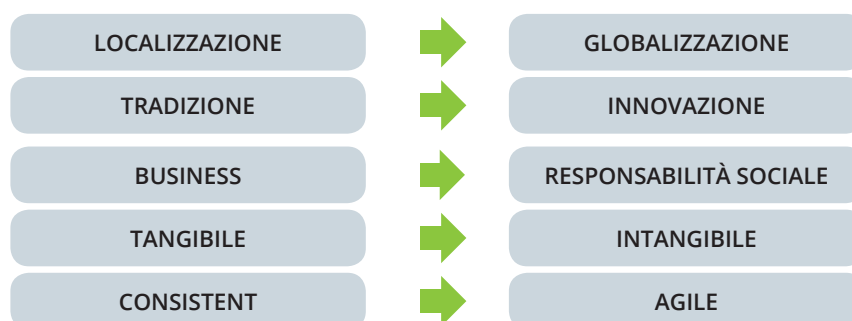 LOCALIZZAZIONE GLOBALIZZAZIONE
TRADIZIONE INNOVAZIONE
BUSINESS RESPONSABILITÀ SOCIALE
TANGIBILE INTANGIBILE
CONSISTENT AGILE